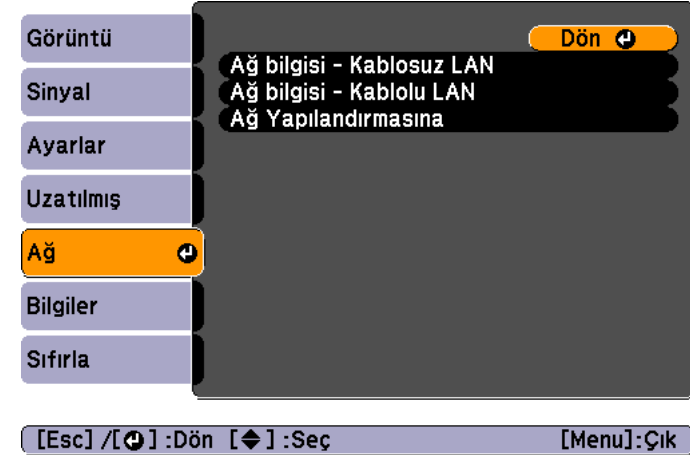 Görüntü
Sinyal
Ayarlar
Uzatılmış
Ağ
Bilgiler
Sıfırla
Dön
Ağ bilgisi - Kablosuz LAN
Ağ bilgisi - Kablolu LAN
Ağ Yapılandırmasına
[Esc] /[ ] :Dön [ ] :Seç [Menu]:Çık